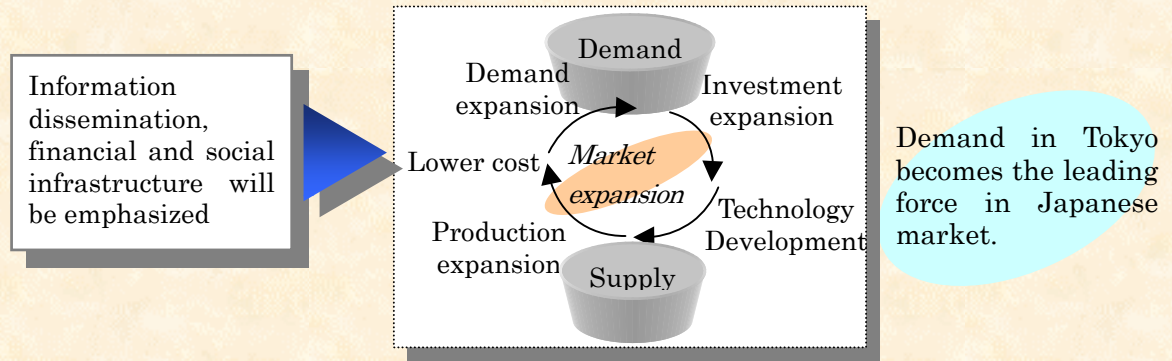 Information
dissemination,
financial and social
infrastructure will
be emphasized
Demand
Demand
expansion
Investment
expansion
Lower cost
Market
expansion
Technology
Development
Production
expansion
Supply
Demand in Tokyo
becomes the leading
force in Japanese
market.